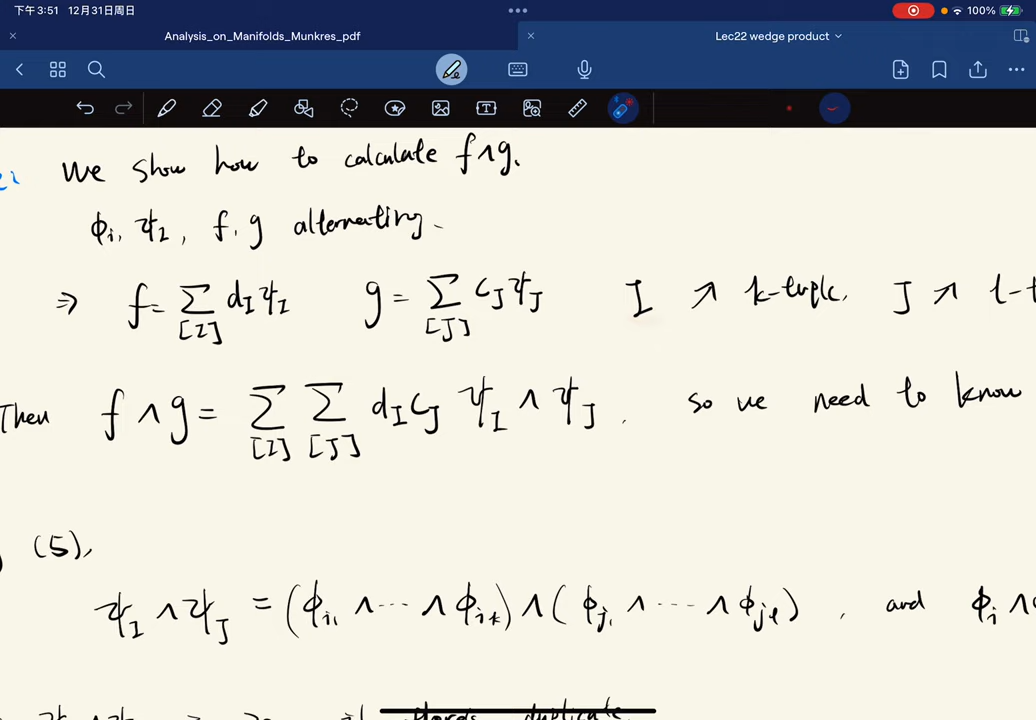 下午3:51 12月31日周日
100%
Analysis_on_Manifolds_Munkres_pdf
Lec22 wedge product
We show how to calculate f∧g.
ϕi, ψI, f, g alternating.
⇒ f = Σ[I] dI ψI g = Σ[J] cJ ψJ I ↗ k-tuple, J ↗ l-t
Then f∧g = Σ[I] Σ[J] dI cJ ψI ∧ ψJ. so we need to know
(5),
ψI ∧ ψJ = (ϕi1 ∧ ··· ∧ ϕik) ∧ (ϕj1 ∧ ··· ∧ ϕjl), and ϕi ∧
duplicate